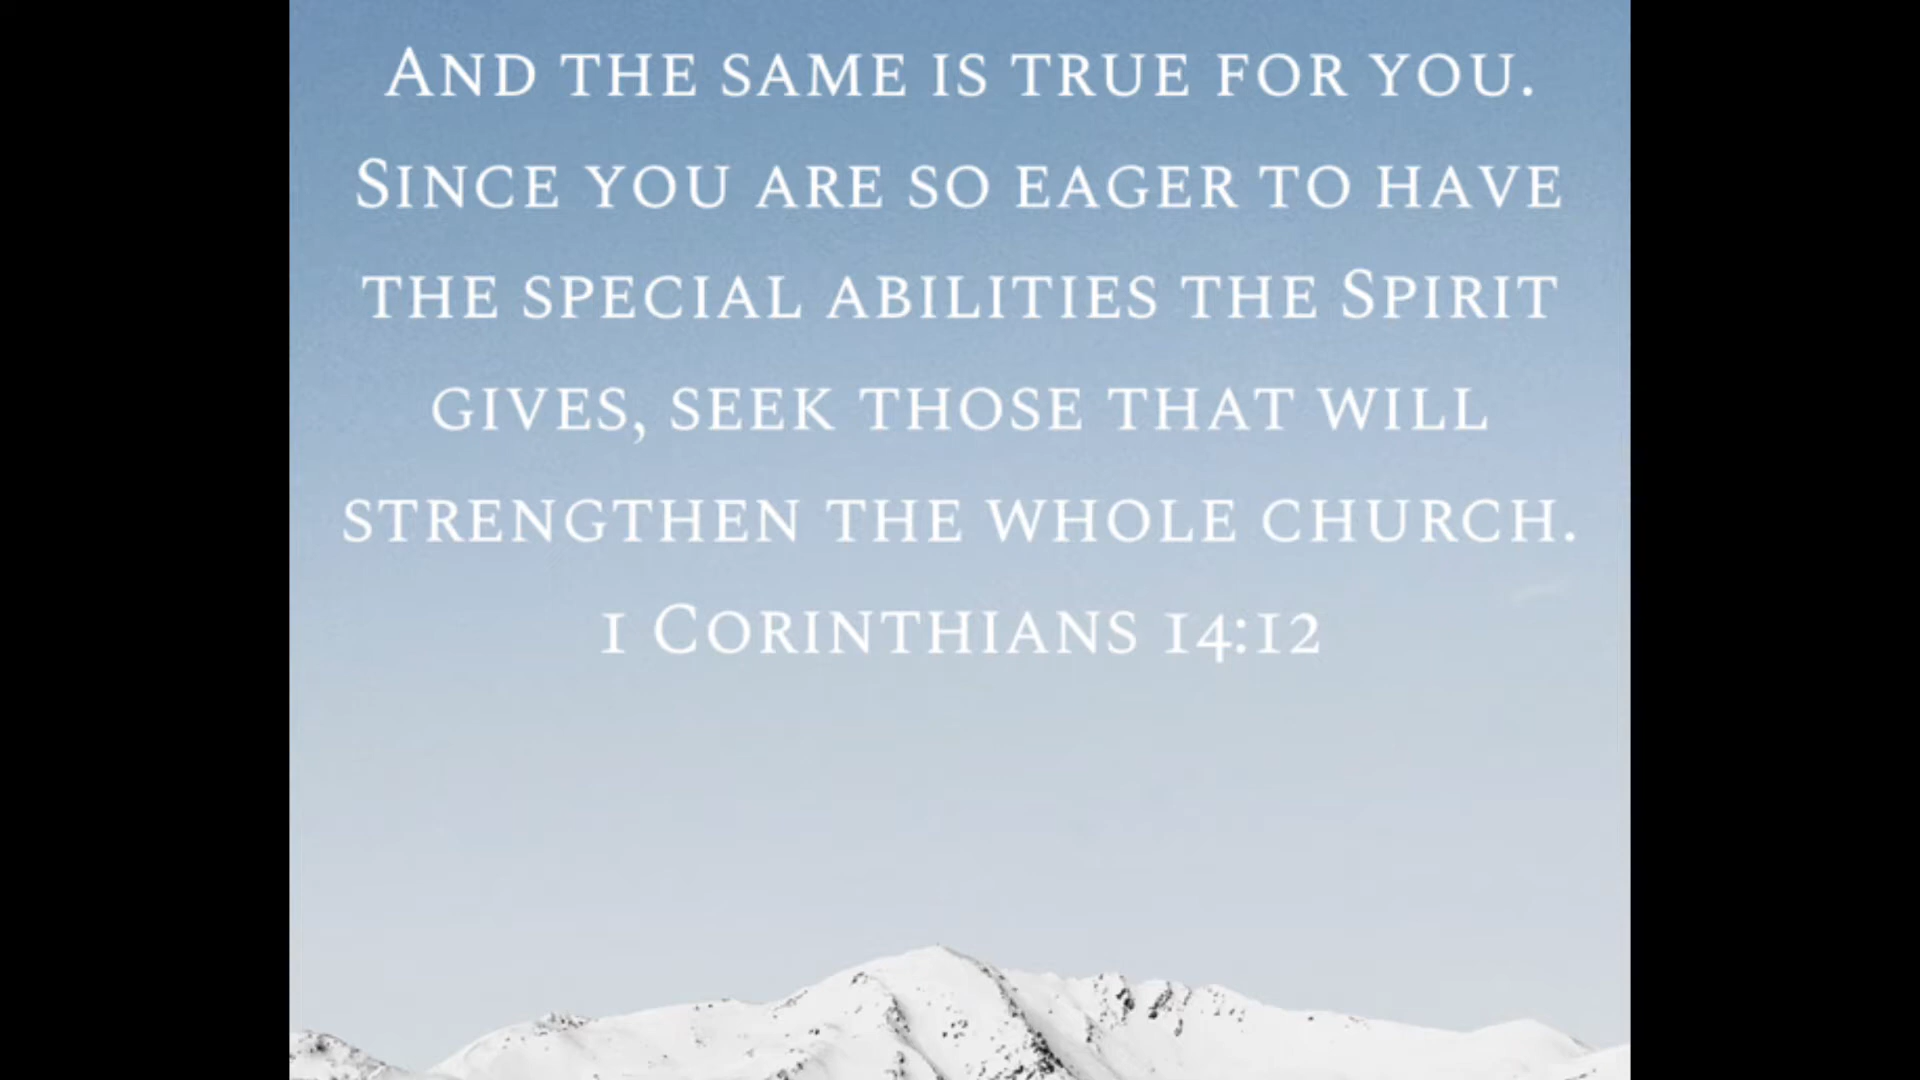 And the same is true for you.
Since you are so eager to have
the special abilities the Spirit
gives, seek those that will
strengthen the whole church.
1 Corinthians 14:12